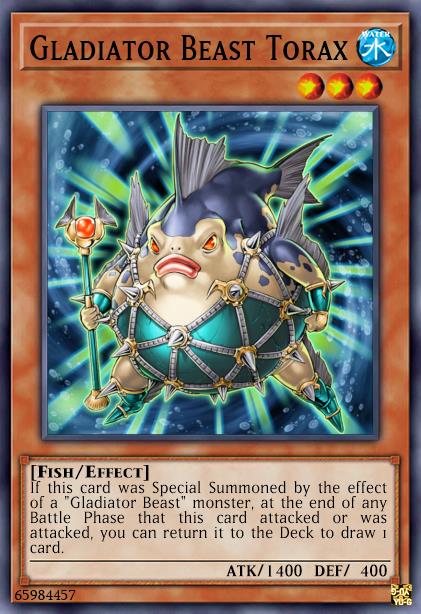 Gladiator Beast Torax
WATER
水
[Fish/Effect]
If this card was Special Summoned by the effect
of a "Gladiator Beast" monster, at the end of any
Battle Phase that this card attacked or was
attacked, you can return it to the Deck to draw 1
card.
ATK/1400 DEF/ 400
65984457